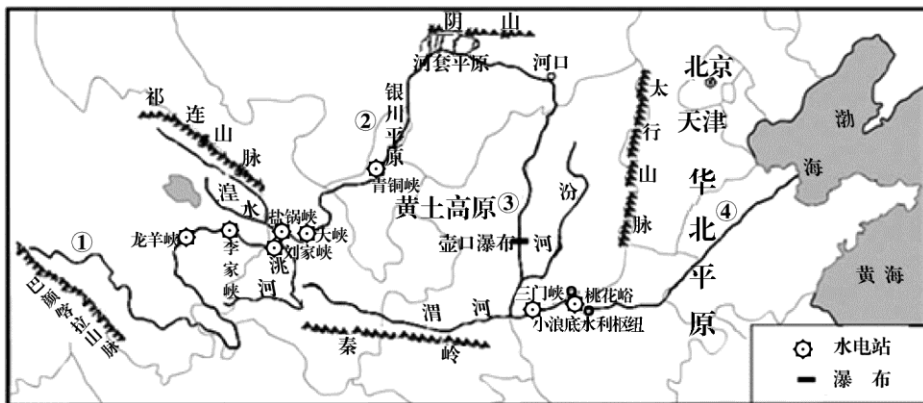 阴山
河套平原
河口
北京
天津
渤海
祁连山脉
②
银川平原
太行山脉
青铜峡
湟水
盐锅峡
大峡
黄土高原
③
汾河
华北平原
④
①
龙羊峡
李家峡
刘家峡
洮河
壶口瀑布
黄海
巴颜喀拉山脉
渭河
三门峡
桃花峪
小浪底水利枢纽
秦岭
水电站
瀑布